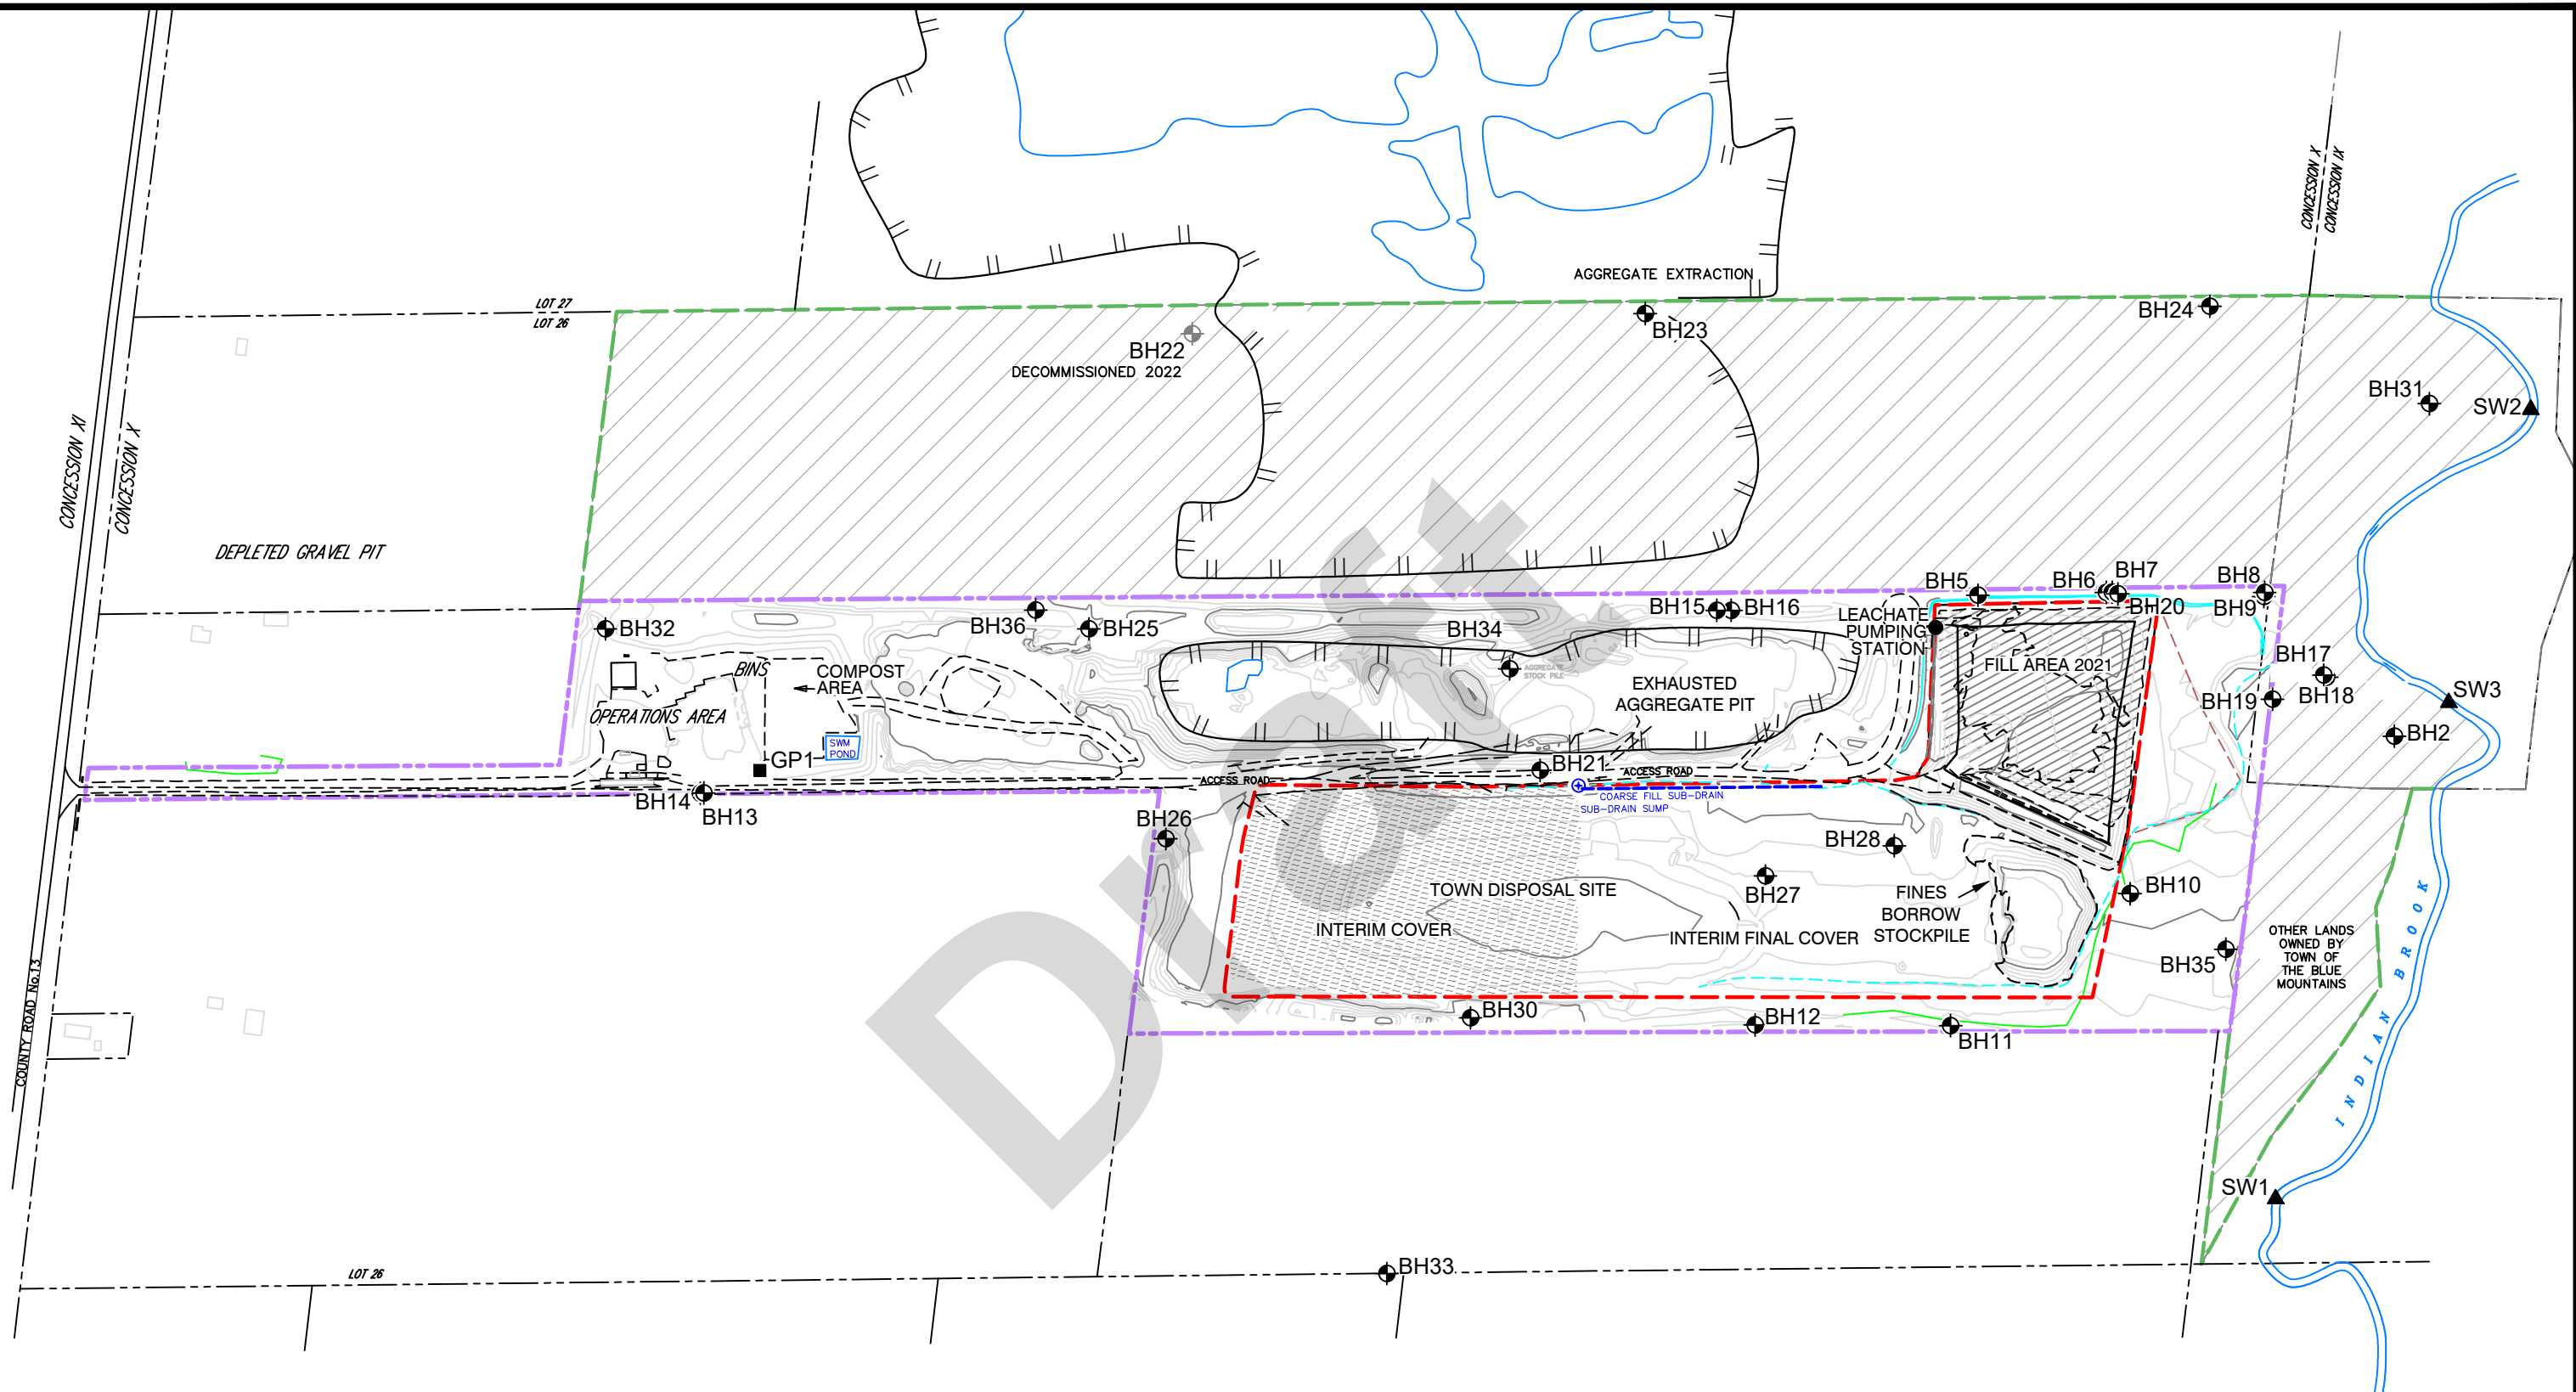 CONCESSION X
CONCESSION IX
AGGREGATE EXTRACTION
LOT 27
LOT 26
BH24
BH23
BH22
DECOMMISSIONED 2022
BH31
SW2
CONCESSION XI
CONCESSION X
DEPLETED GRAVEL PIT
BH5
BH6
BH7
BH8
BH20
BH9
BH15
BH16
BH32
BH36
BH25
BH34
LEACHATE
PUMPING
STATION
FILL AREA 2021
BH17
BH18
BH19
SW3
BH2
BINS
COMPOST
AREA
AGGREGATE
STOCK PILE
EXHAUSTED
AGGREGATE PIT
OPERATIONS AREA
SWM
POND
GP1
BH21
ACCESS ROAD
ACCESS ROAD
COARSE FILL SUB-DRAIN
SUB-DRAIN SUMP
BH14
BH13
BH26
BH28
BH27
TOWN DISPOSAL SITE
INTERIM COVER
INTERIM FINAL COVER
FINES
BORROW
STOCKPILE
BH10
BH35
OTHER LANDS
OWNED BY
TOWN OF
THE BLUE
MOUNTAINS
INDIAN BROOK
COUNTY ROAD No.13
BH30
BH12
BH11
SW1
BH33
LOT 26
Draft